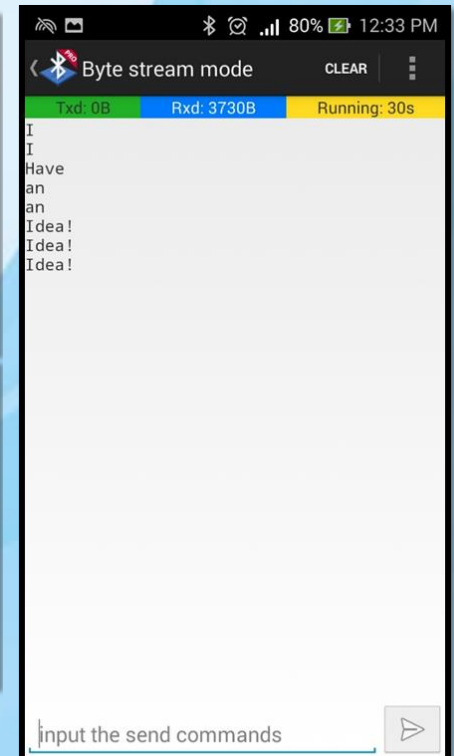 80% 12:33 PM
PRO
Byte stream mode CLEAR
Txd: 0B Rxd: 3730B Running: 30s
I
I
Have
an
an
Idea!
Idea!
Idea!
input the send commands